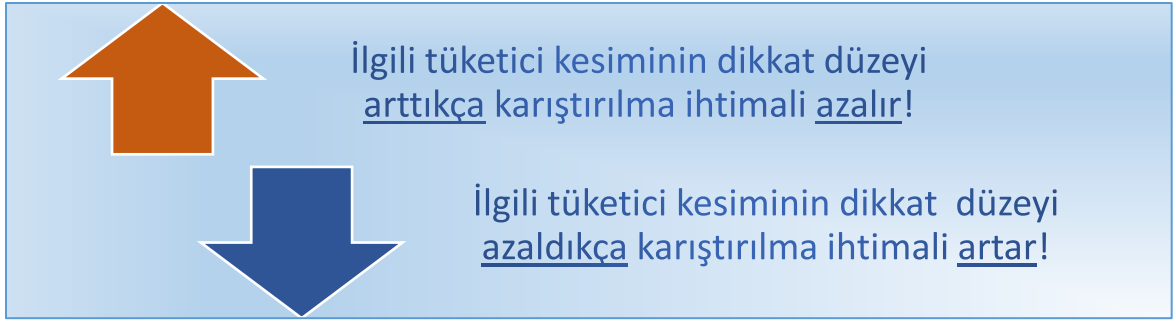 İlgili tüketici kesiminin dikkat düzeyi
arttıkça karıştırılma ihtimali azalır!
İlgili tüketici kesiminin dikkat düzeyi
azaldıkça karıştırılma ihtimali artar!